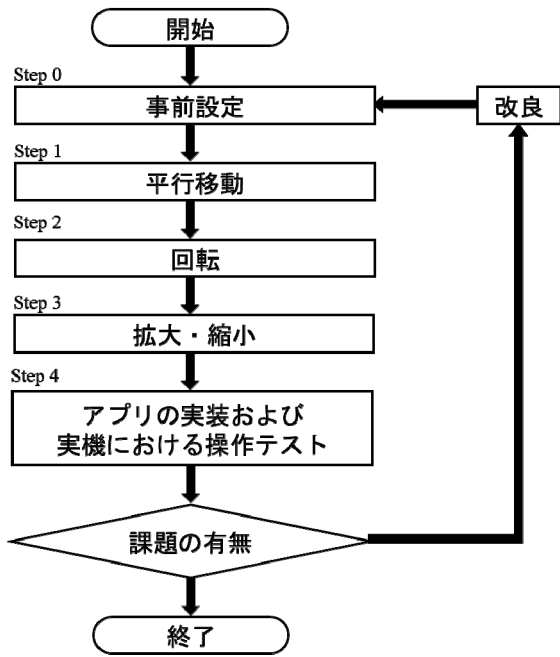 開始
Step 0
事前設定
改良
Step 1
平行移動
Step 2
回転
Step 3
拡大・縮小
Step 4
アプリの実装および
実機における操作テスト
課題の有無
終了